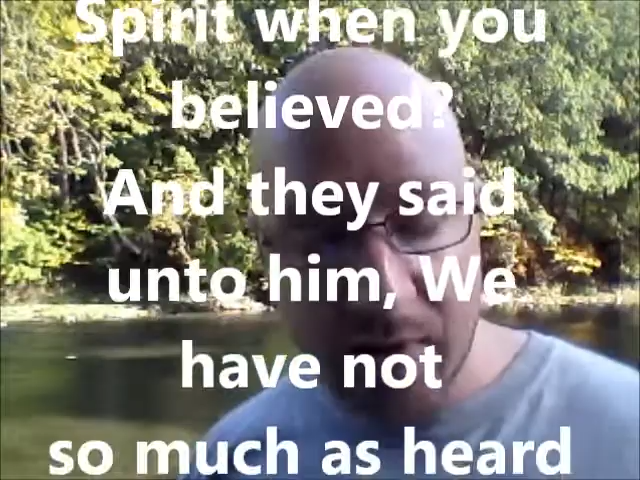 Spirit when you
believed?
And they said
unto him, We
have not
so much as heard